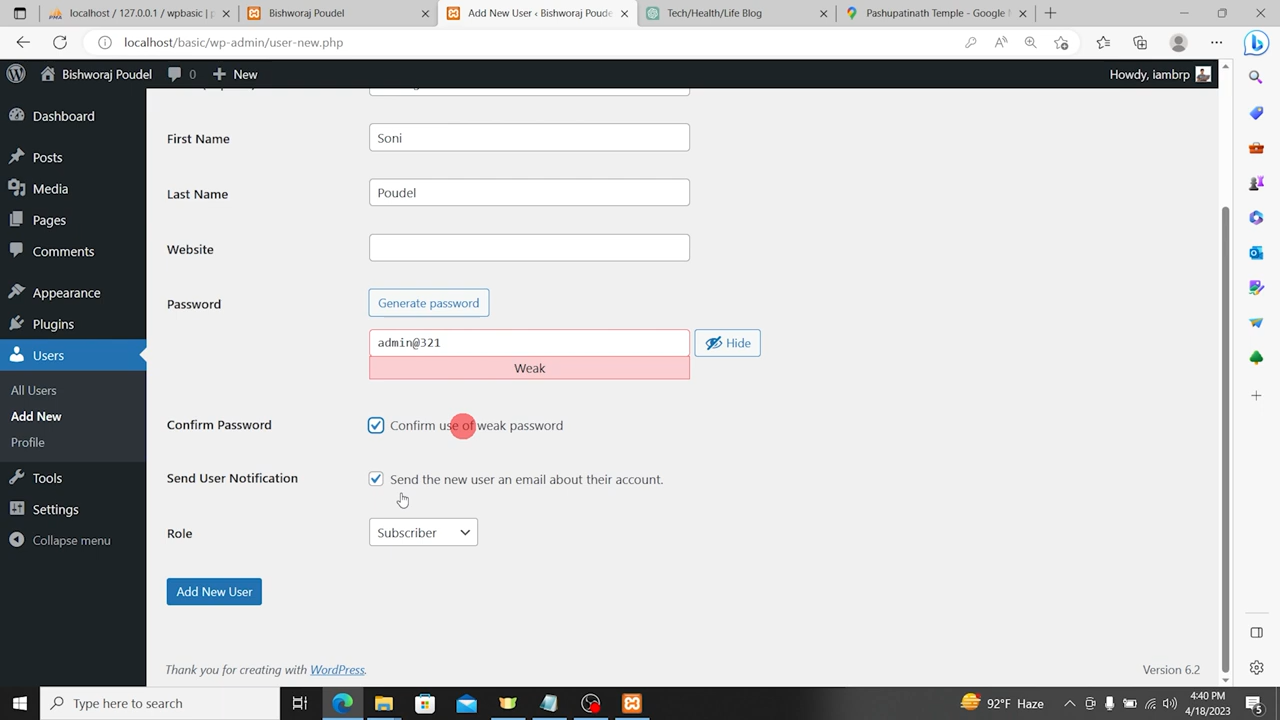 localhost / 127.0.0.1 / wpbasic | p
Bishworaj Poudel
Add New User ‹ Bishworaj Poude
Tech/Health/Life Blog
Pashupatinath Temple - Google M
localhost/basic/wp-admin/user-new.php
Bishworaj Poudel
0
New
Howdy, iambrp
Dashboard
Posts
Media
Pages
Comments
Appearance
Plugins
Users
All Users
Add New
Profile
Tools
Settings
Collapse menu
First Name
Soni
Last Name
Poudel
Website
Password
Generate password
admin@321
Hide
Weak
Confirm Password
Confirm use of weak password
Send User Notification
Send the new user an email about their account.
Role
Subscriber
Add New User
Thank you for creating with WordPress.
Version 6.2
Type here to search
92°F Haze
4:40 PM
4/18/2023
5